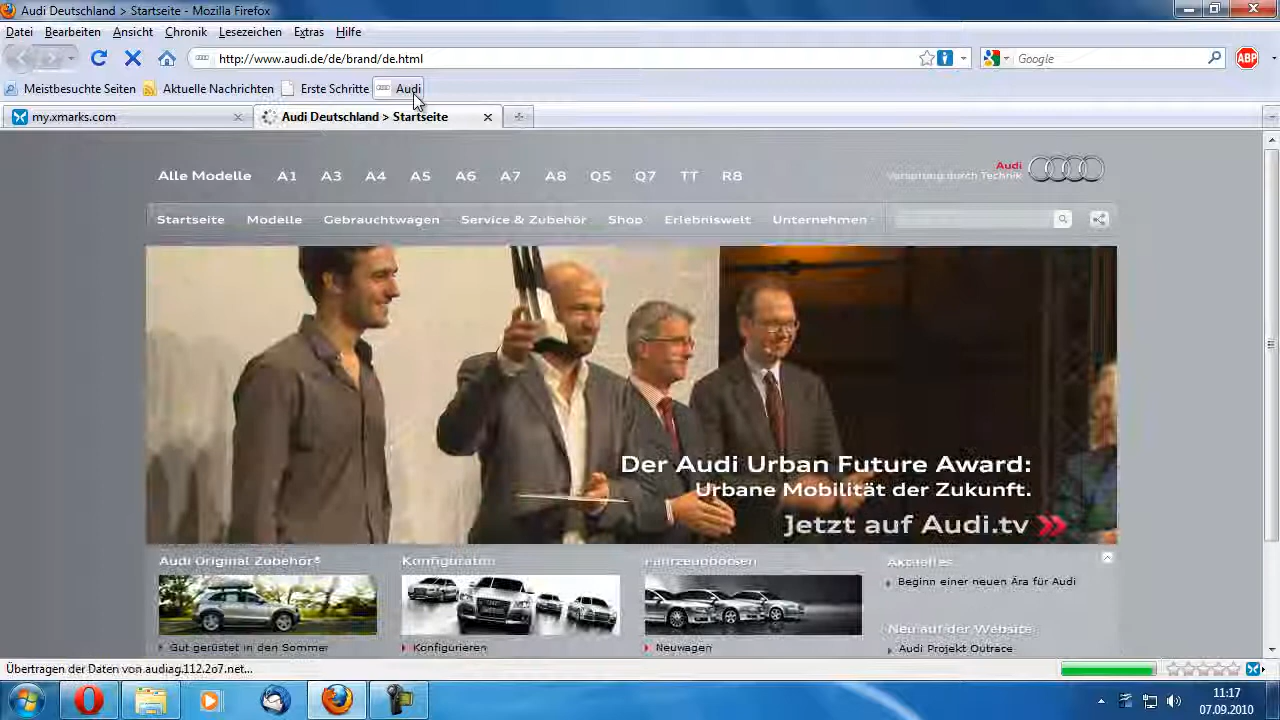 Audi Deutschland > Startseite - Mozilla Firefox
Datei Bearbeiten Ansicht Chronik Lesezeichen Extras Hilfe
http://www.audi.de/de/brand/de.html
Google
ABP
Meistbesuchte Seiten Aktuelle Nachrichten Erste Schritte Audi
my.xmarks.com
Audi Deutschland > Startseite
Alle Modelle A1 A3 A4 A5 A6 A7 A8 Q5 Q7 TT R8
Audi
Vorsprung durch Technik
Startseite Modelle Gebrauchtwagen Service & Zubehör Shop Erlebniswelt Unternehmen
Der Audi Urban Future Award:
Urbane Mobilität der Zukunft.
Jetzt auf Audi.tv
Audi Original Zubehör®
Konfigurator
Fahrzeugbörsen
Aktuelles
Beginn einer neuen Ära für Audi
Neu auf der Website
Gut gerüstet in den Sommer
Konfigurieren
Neuwagen
Audi Projekt Outrace
Übertragen der Daten von audiag.112.2o7.net...
11:17
07.09.2010